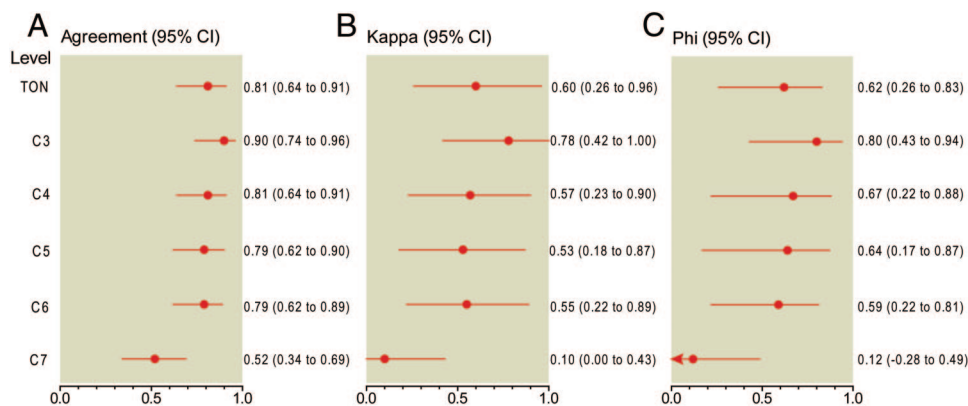 A
Agreement (95% CI)
B
Kappa (95% CI)
C
Phi (95% CI)
Level
TON
0.81 (0.64 to 0.91)
0.60 (0.26 to 0.96)
0.62 (0.26 to 0.83)
C3
0.90 (0.74 to 0.96)
0.78 (0.42 to 1.00)
0.80 (0.43 to 0.94)
C4
0.81 (0.64 to 0.91)
0.57 (0.23 to 0.90)
0.67 (0.22 to 0.88)
C5
0.79 (0.62 to 0.90)
0.53 (0.18 to 0.87)
0.64 (0.17 to 0.87)
C6
0.79 (0.62 to 0.89)
0.55 (0.22 to 0.89)
0.59 (0.22 to 0.81)
C7
0.52 (0.34 to 0.69)
0.10 (0.00 to 0.43)
0.12 (-0.28 to 0.49)
0.0 0.5 1.0
0.0 0.5 1.0
0.0 0.5 1.0